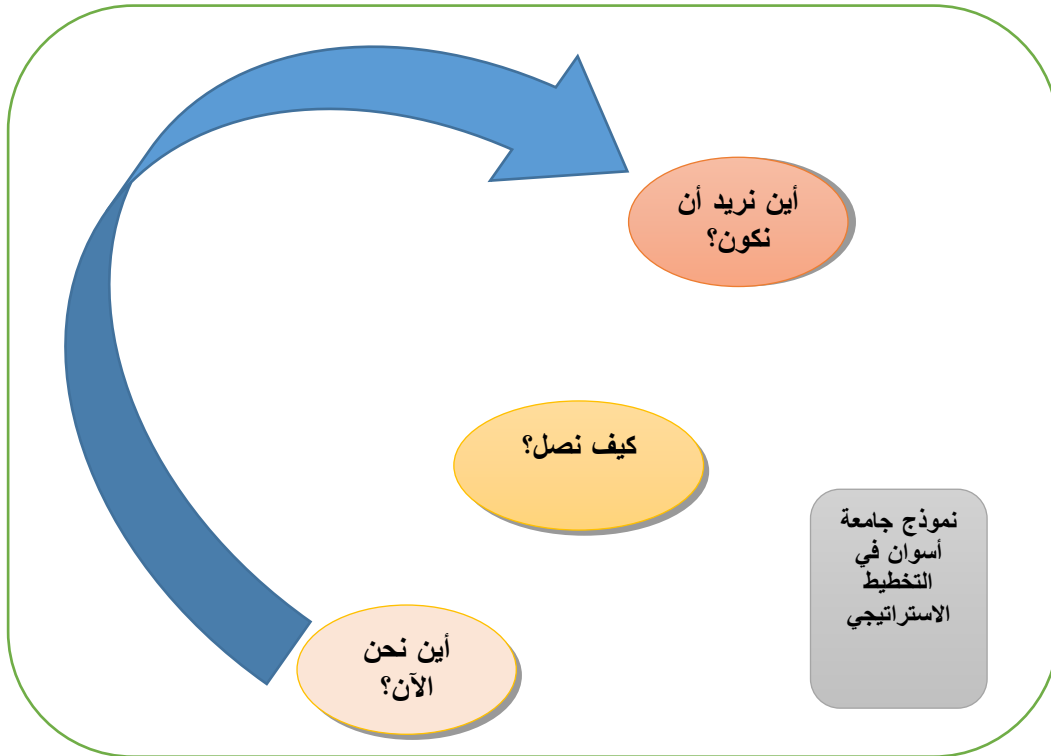 أين نريد أن
نكون؟
كيف نصل؟
نموذج جامعة
أسوان في
التخطيط
الاستراتيجي
أين نحن
الآن؟